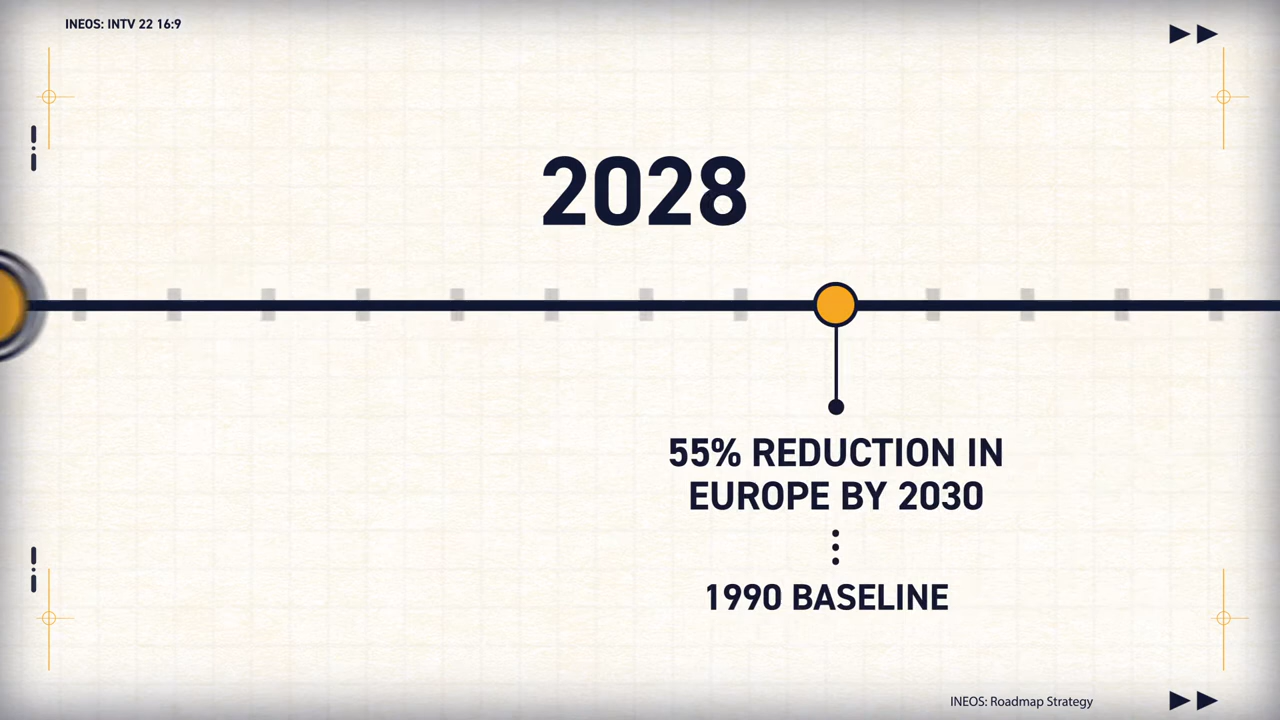 INEOS: INTV 22 16:9
2028
55% REDUCTION IN
EUROPE BY 2030
1990 BASELINE
INEOS: Roadmap Strategy